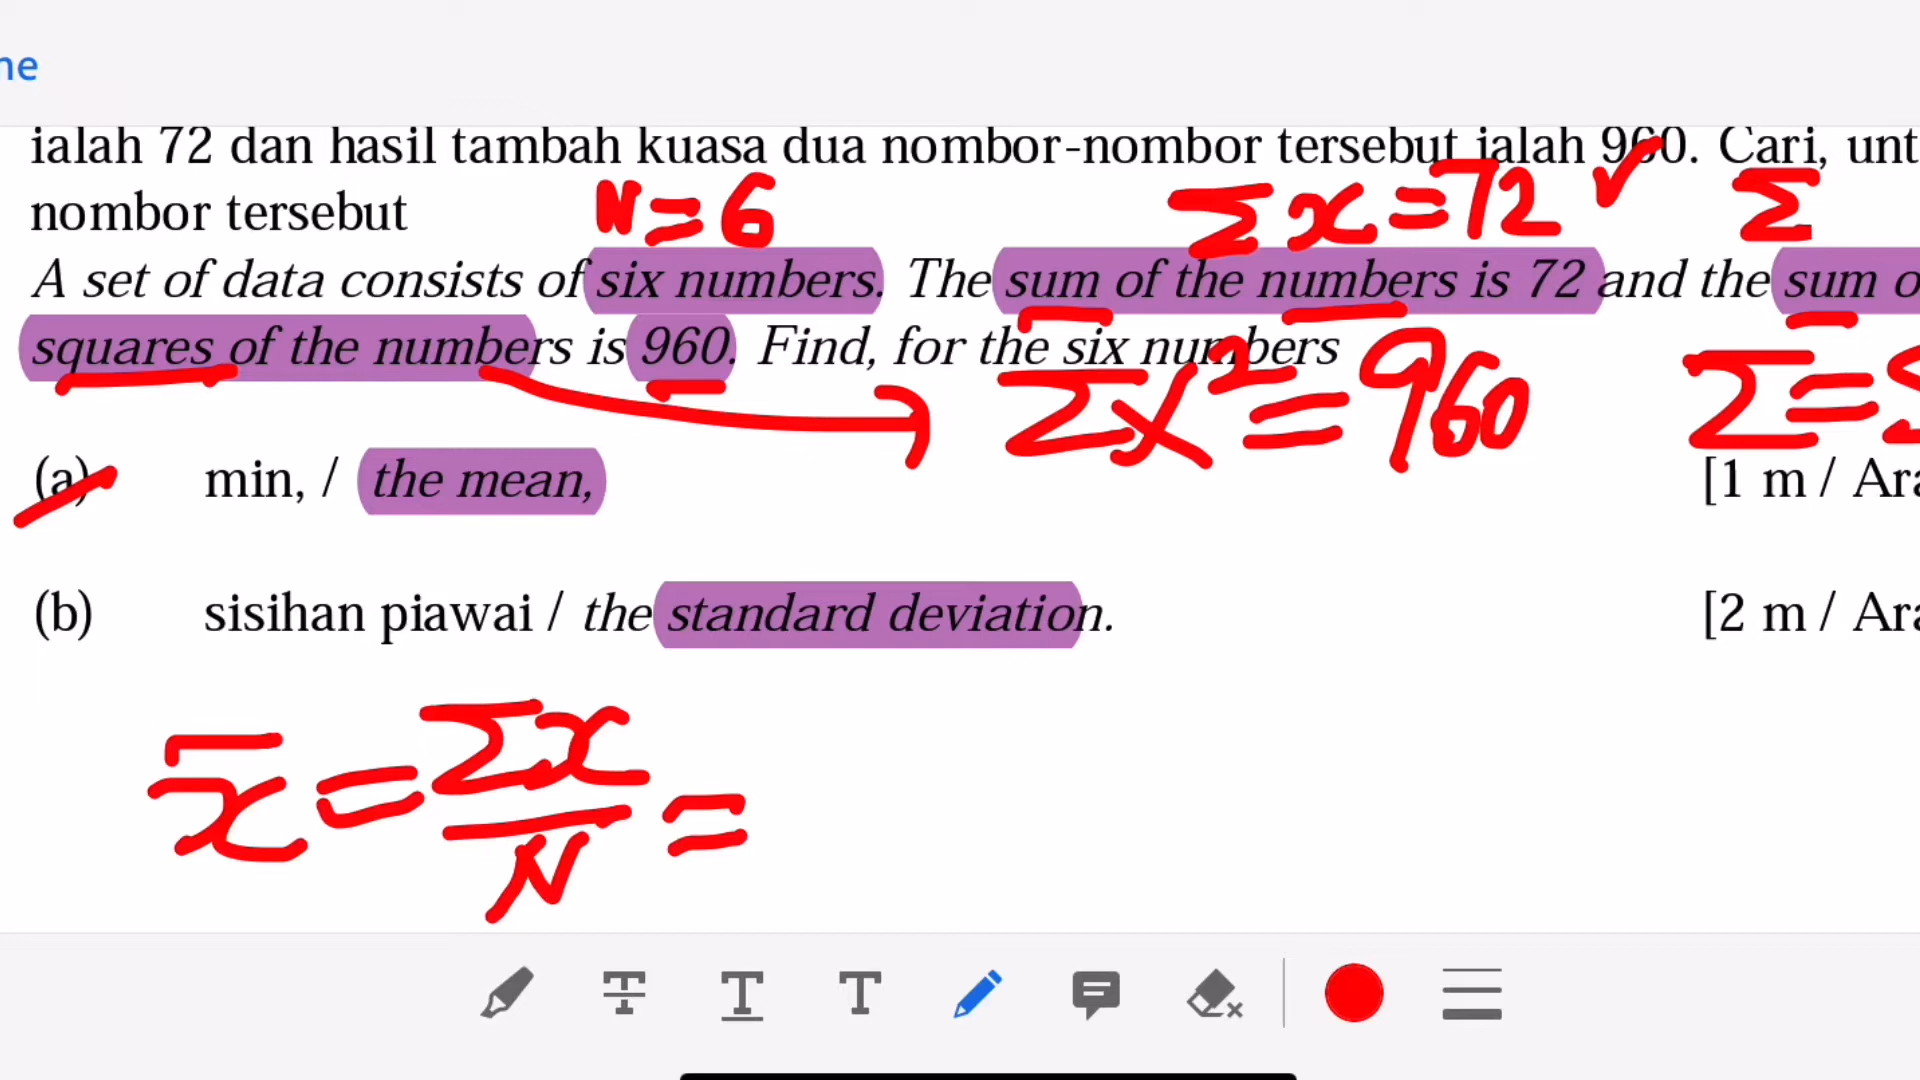 ne
ialah 72 dan hasil tambah kuasa dua nombor-nombor tersebut ialah 960. Cari, unt
nombor tersebut
N = 6
Σx = 72
Σ
A set of data consists of six numbers. The sum of the numbers is 72 and the sum o
squares of the numbers is 960. Find, for the six numbers
Σx² = 960
Σ = S
(a) min, / the mean, [1 m / Ara
(b) sisihan piawai / the standard deviation. [2 m / Ara
x̄ = Σx/N =